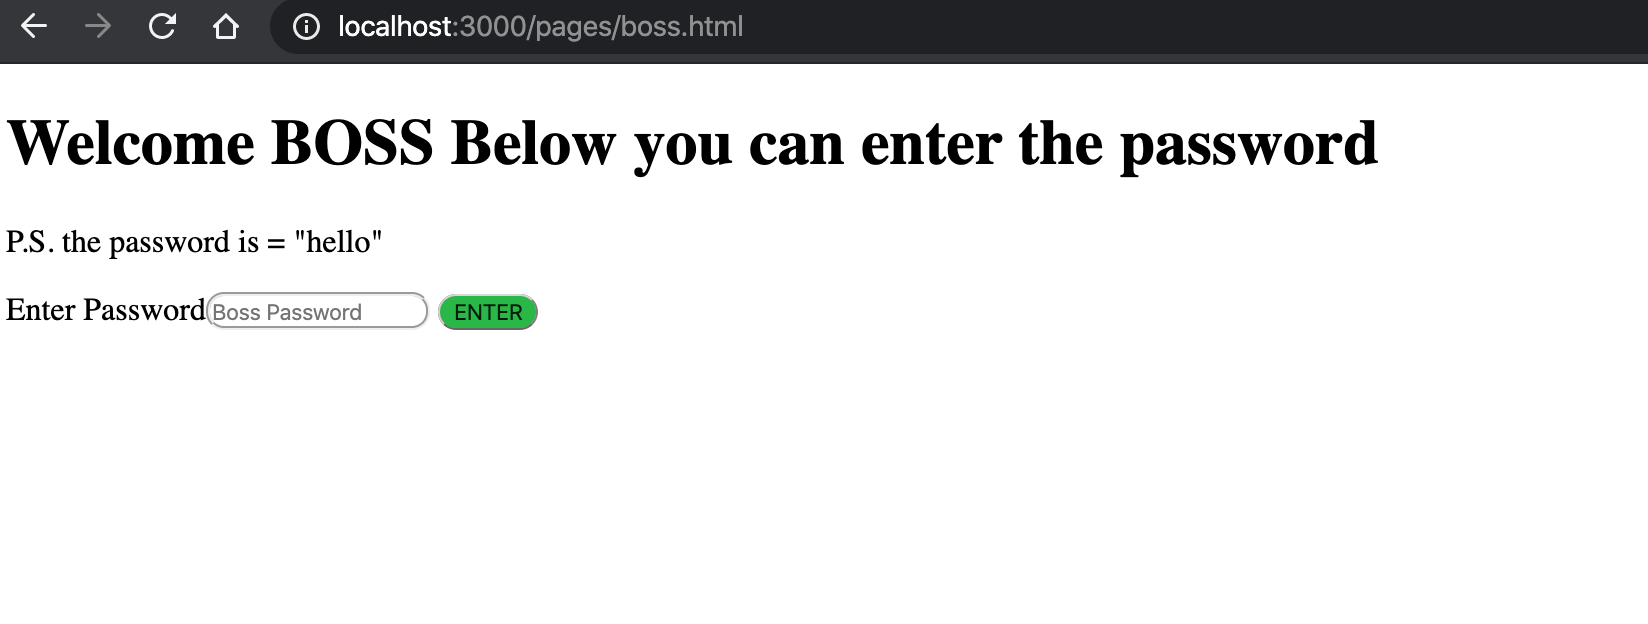 localhost:3000/pages/boss.html
Welcome BOSS Below you can enter the password
P.S. the password is = "hello"
Enter Password Boss Password ENTER